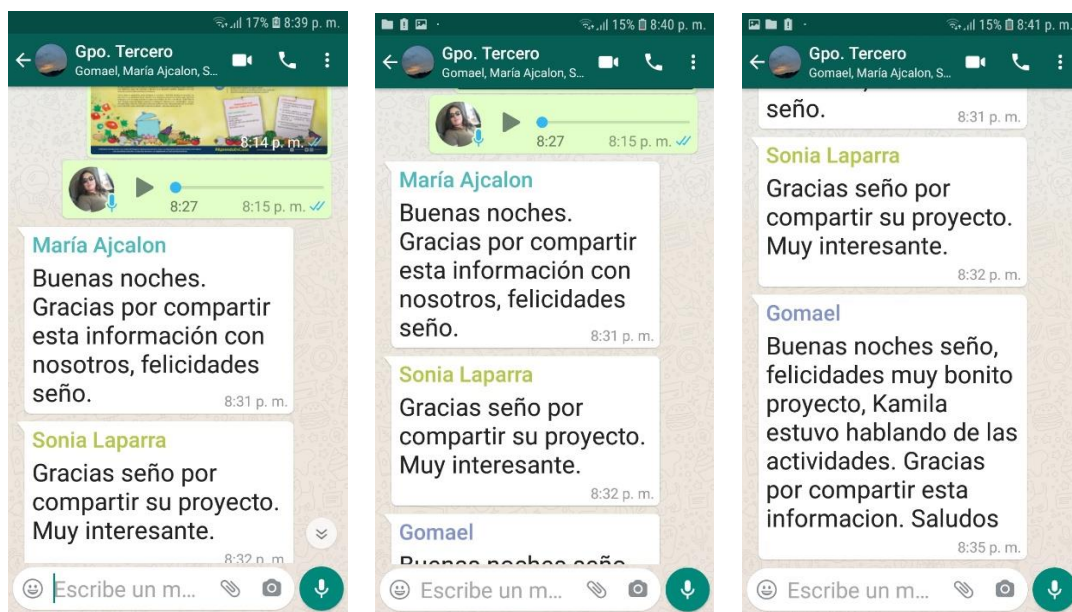 17% 8:39 p. m.
Gpo. Tercero
Gomael, María Ajcalon, S...
8:14 p. m.
8:27 8:15 p. m.
María Ajcalon
Buenas noches.
Gracias por compartir
esta información con
nosotros, felicidades
seño.
8:31 p. m.
Sonia Laparra
Gracias seño por
compartir su proyecto.
Muy interesante.
8:32 p. m.
Escribe un m...
15% 8:40 p. m.
Gpo. Tercero
Gomael, María Ajcalon, S...
8:27 8:15 p. m.
María Ajcalon
Buenas noches.
Gracias por compartir
esta información con
nosotros, felicidades
seño.
8:31 p. m.
Sonia Laparra
Gracias seño por
compartir su proyecto.
Muy interesante.
8:32 p. m.
Gomael
Buenas noches seño,
Escribe un m...
15% 8:41 p. m.
Gpo. Tercero
Gomael, María Ajcalon, S...
seño.
8:31 p. m.
Sonia Laparra
Gracias seño por
compartir su proyecto.
Muy interesante.
8:32 p. m.
Gomael
Buenas noches seño,
felicidades muy bonito
proyecto, Kamila
estuvo hablando de las
actividades. Gracias
por compartir esta
informacion. Saludos
8:35 p. m.
Escribe un m...